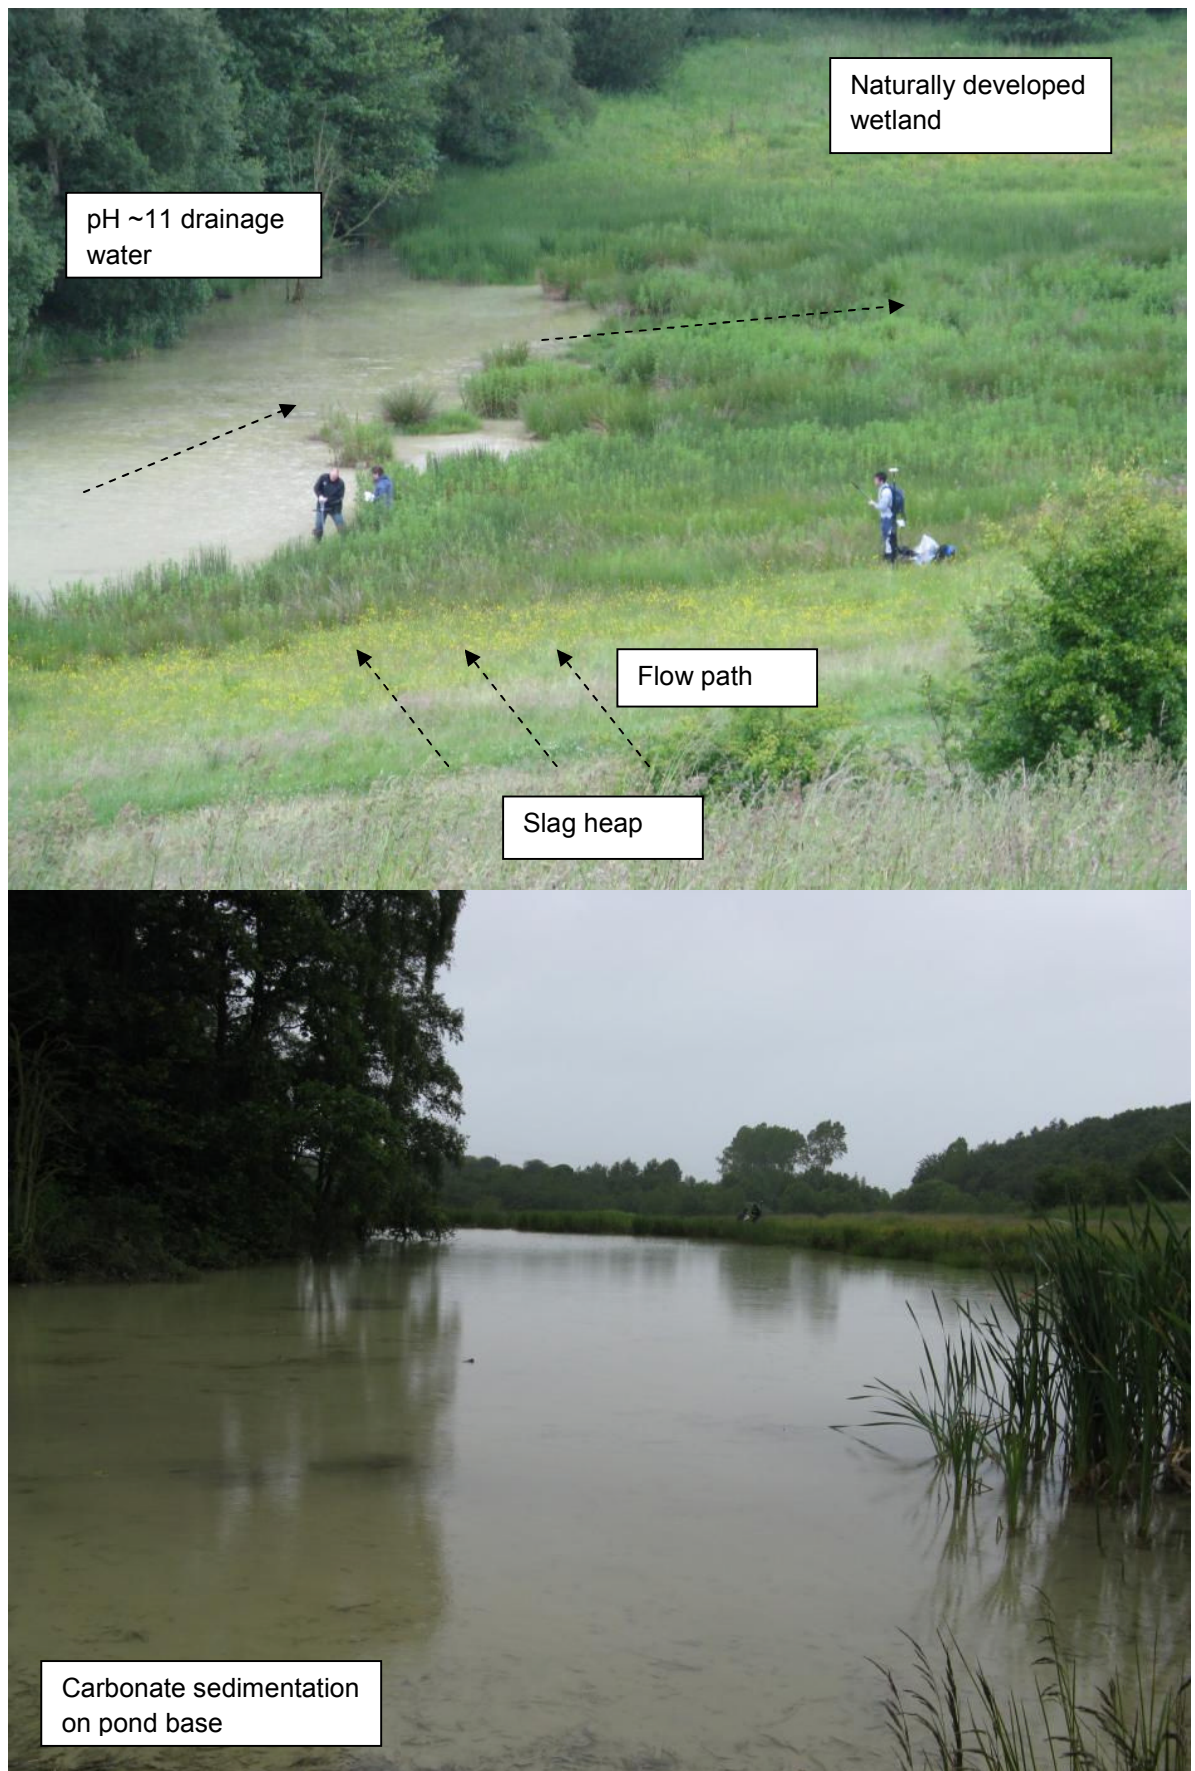 Naturally developed
wetland
pH ~11 drainage
water
Flow path
Slag heap
Carbonate sedimentation
on pond base